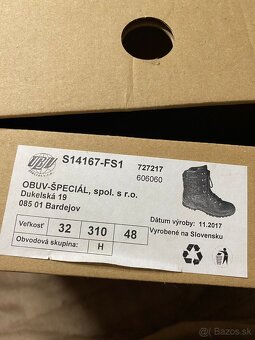 OBUV
S14167-FS1
727217
606060
OBUV-ŠPECIÁL, spol. s r.o.
Dukelská 19
085 01 Bardejov
Dátum výroby: 11.2017
Vyrobené na Slovensku
Veľkosť 32 310 48
Obvodová skupina: H
© Bazos.sk